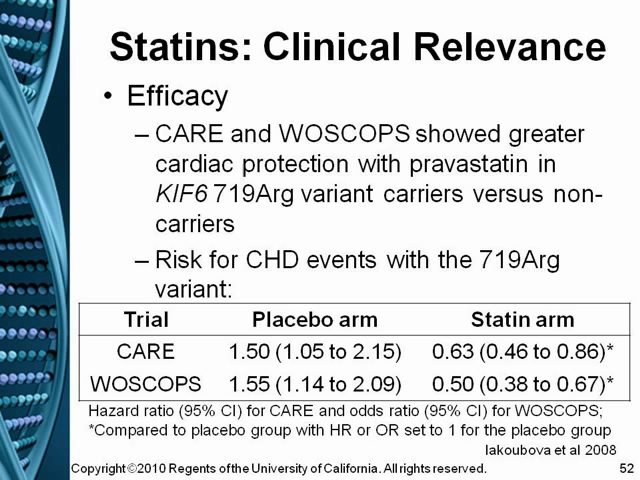 Statins: Clinical Relevance
• Efficacy
– CARE and WOSCOPS showed greater
cardiac protection with pravastatin in
KIF6 719Arg variant carriers versus non-
carriers
– Risk for CHD events with the 719Arg
variant:
Trial Placebo arm Statin arm
CARE 1.50 (1.05 to 2.15) 0.63 (0.46 to 0.86)*
WOSCOPS 1.55 (1.14 to 2.09) 0.50 (0.38 to 0.67)*
Hazard ratio (95% CI) for CARE and odds ratio (95% CI) for WOSCOPS;
*Compared to placebo group with HR or OR set to 1 for the placebo group
Iakoubova et al 2008
Copyright ©2010 Regents of the University of California. All rights reserved. 52